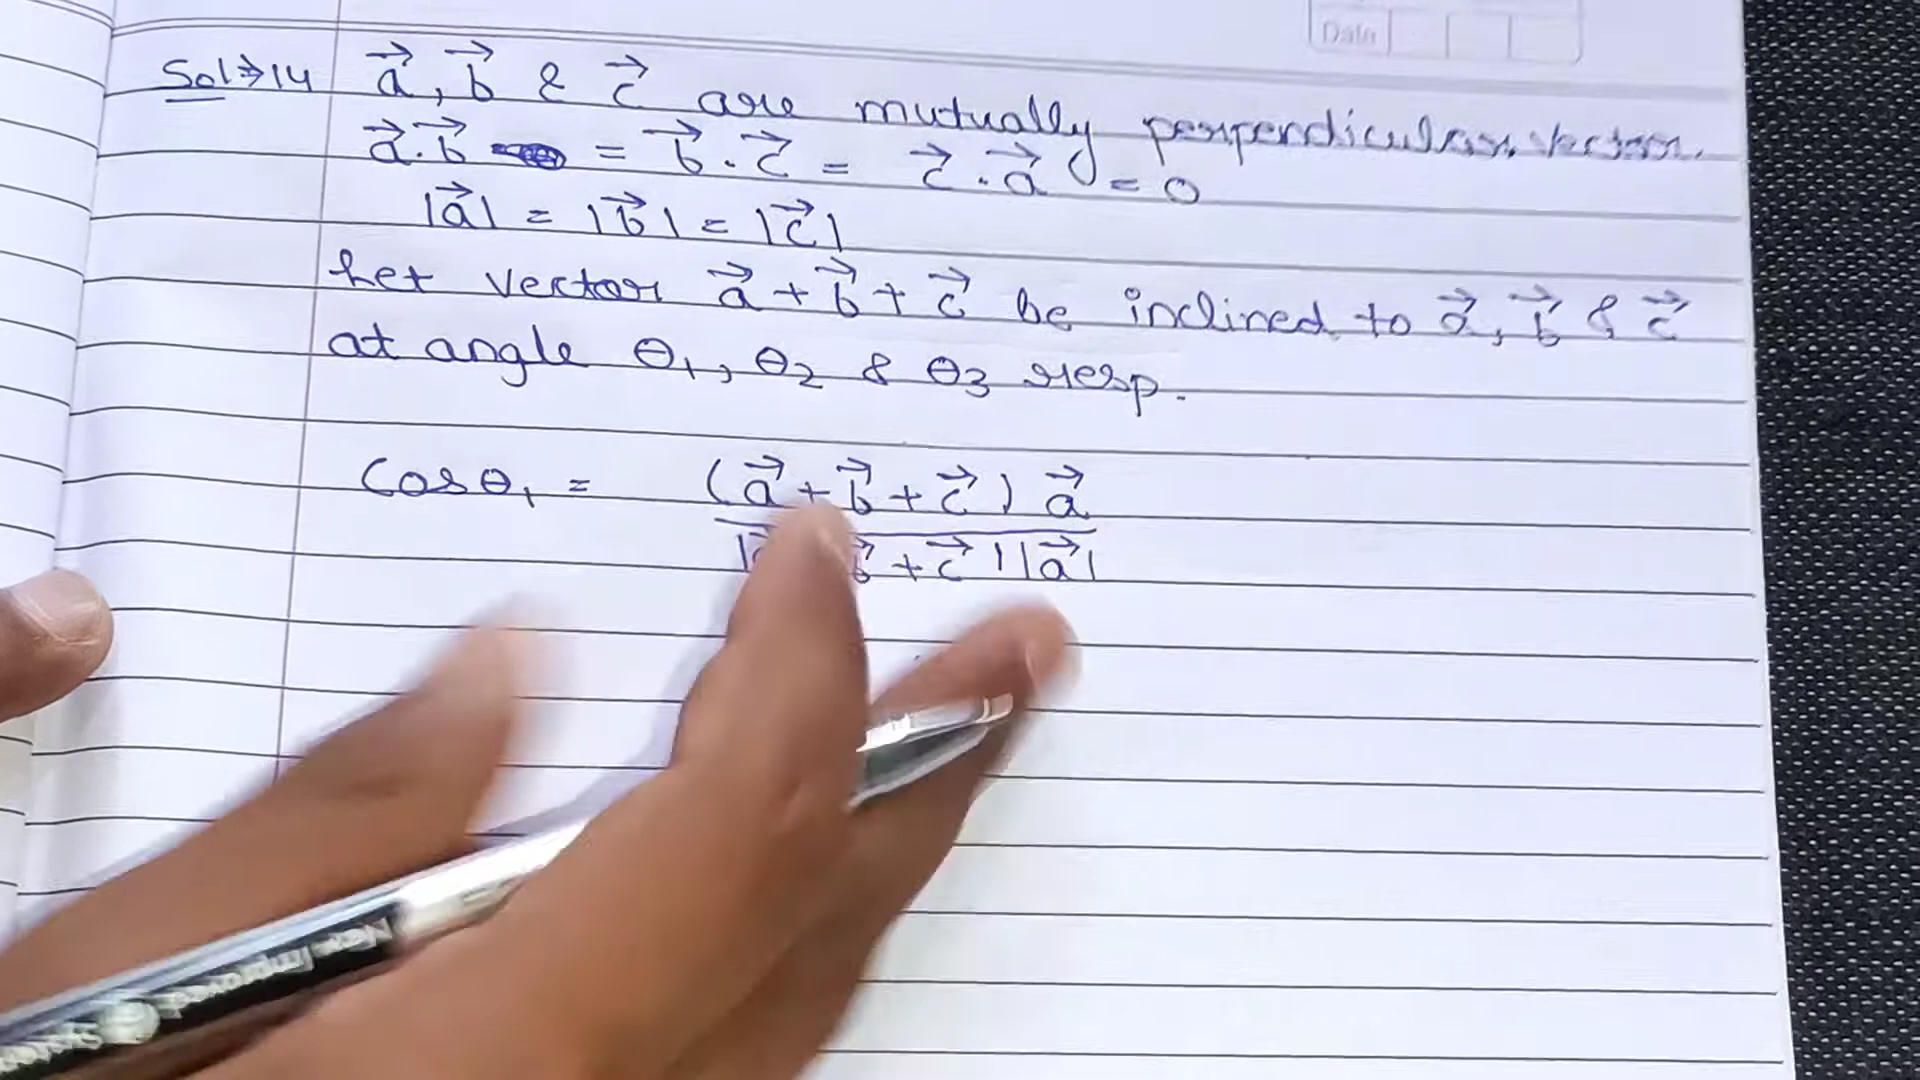 Date
Sol⇒14 a⃗, b⃗ & c⃗ are mutually perpendicular vector.
a⃗.b⃗ = b⃗.c⃗ = c⃗.a⃗ = 0
|a⃗| = |b⃗| = |c⃗|
Let vector a⃗+b⃗+c⃗ be inclined to a⃗, b⃗ & c⃗
at angle θ1, θ2 & θ3 resp.
Cosθ1 = (a⃗+b⃗+c⃗) a⃗
b⃗+c⃗||a⃗|